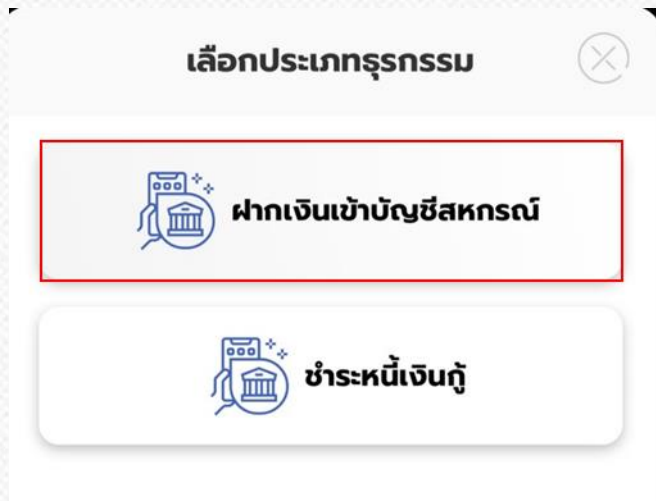 เลือกประเภทธุรกรรม
ฝากเงินเข้าบัญชีสหกรณ์
ชำระหนี้เงินกู้